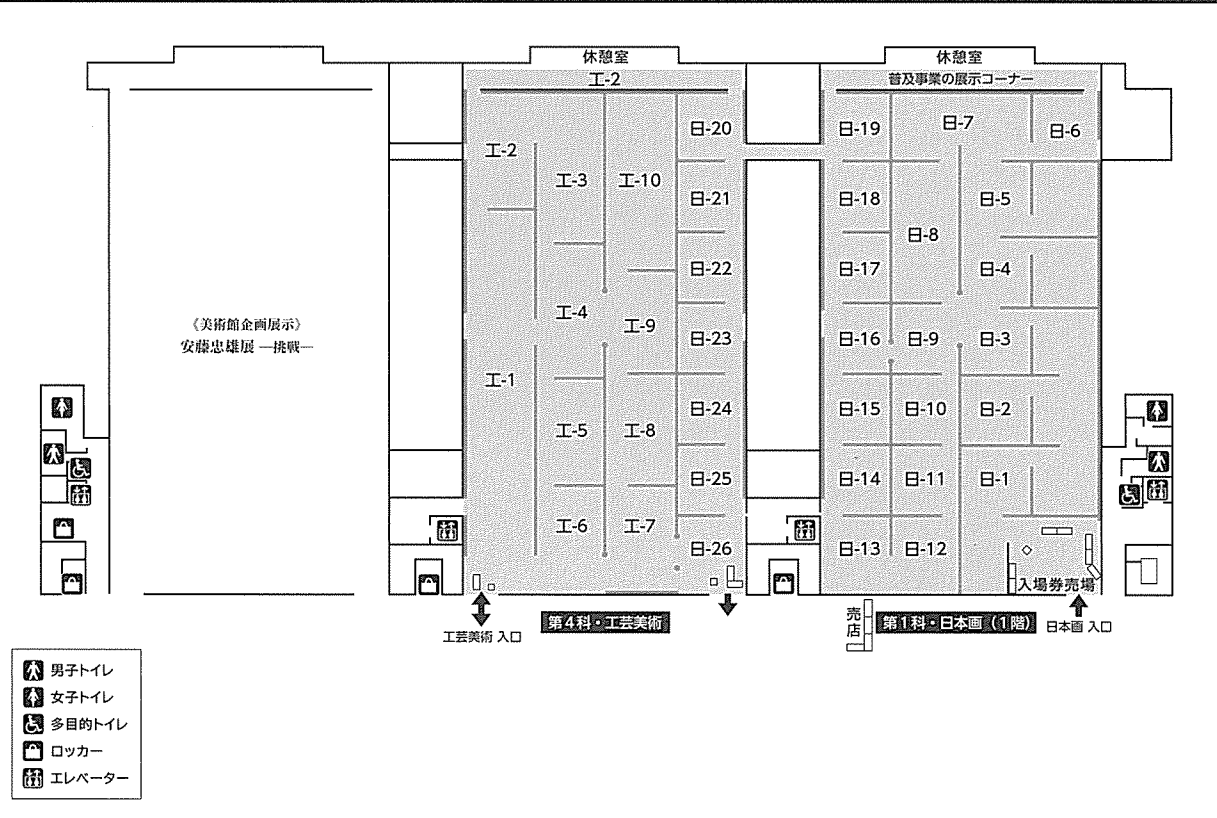 休憩室
休憩室
工-2
普及事業の展示コーナー
日-20
日-19
日-7
日-6
工-2
工-3
工-10
日-21
日-18
日-5
日-8
日-22
日-17
日-4
工-4
工-9
日-23
日-16
日-9
日-3
《美術館企画展示》
安藤忠雄展 ―挑戦―
工-1
日-24
日-15
日-10
日-2
工-5
工-8
日-25
日-14
日-11
日-1
工-6
工-7
日-26
日-13
日-12
入場券売場
工芸美術 入口
第4科・工芸美術
売店
第1科・日本画（1階）
日本画 入口
男子トイレ
女子トイレ
多目的トイレ
ロッカー
エレベーター